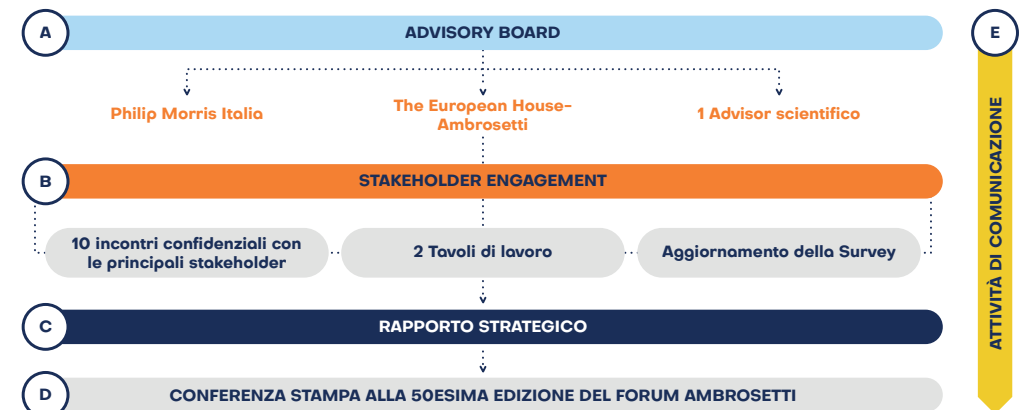 A
ADVISORY BOARD
E
Philip Morris Italia
The European House-
Ambrosetti
1 Advisor scientifico
B
STAKEHOLDER ENGAGEMENT
10 incontri confidenziali con
le principali stakeholder
2 Tavoli di lavoro
Aggiornamento della Survey
C
RAPPORTO STRATEGICO
D
CONFERENZA STAMPA ALLA 50ESIMA EDIZIONE DEL FORUM AMBROSETTI
ATTIVITÀ DI COMUNICAZIONE